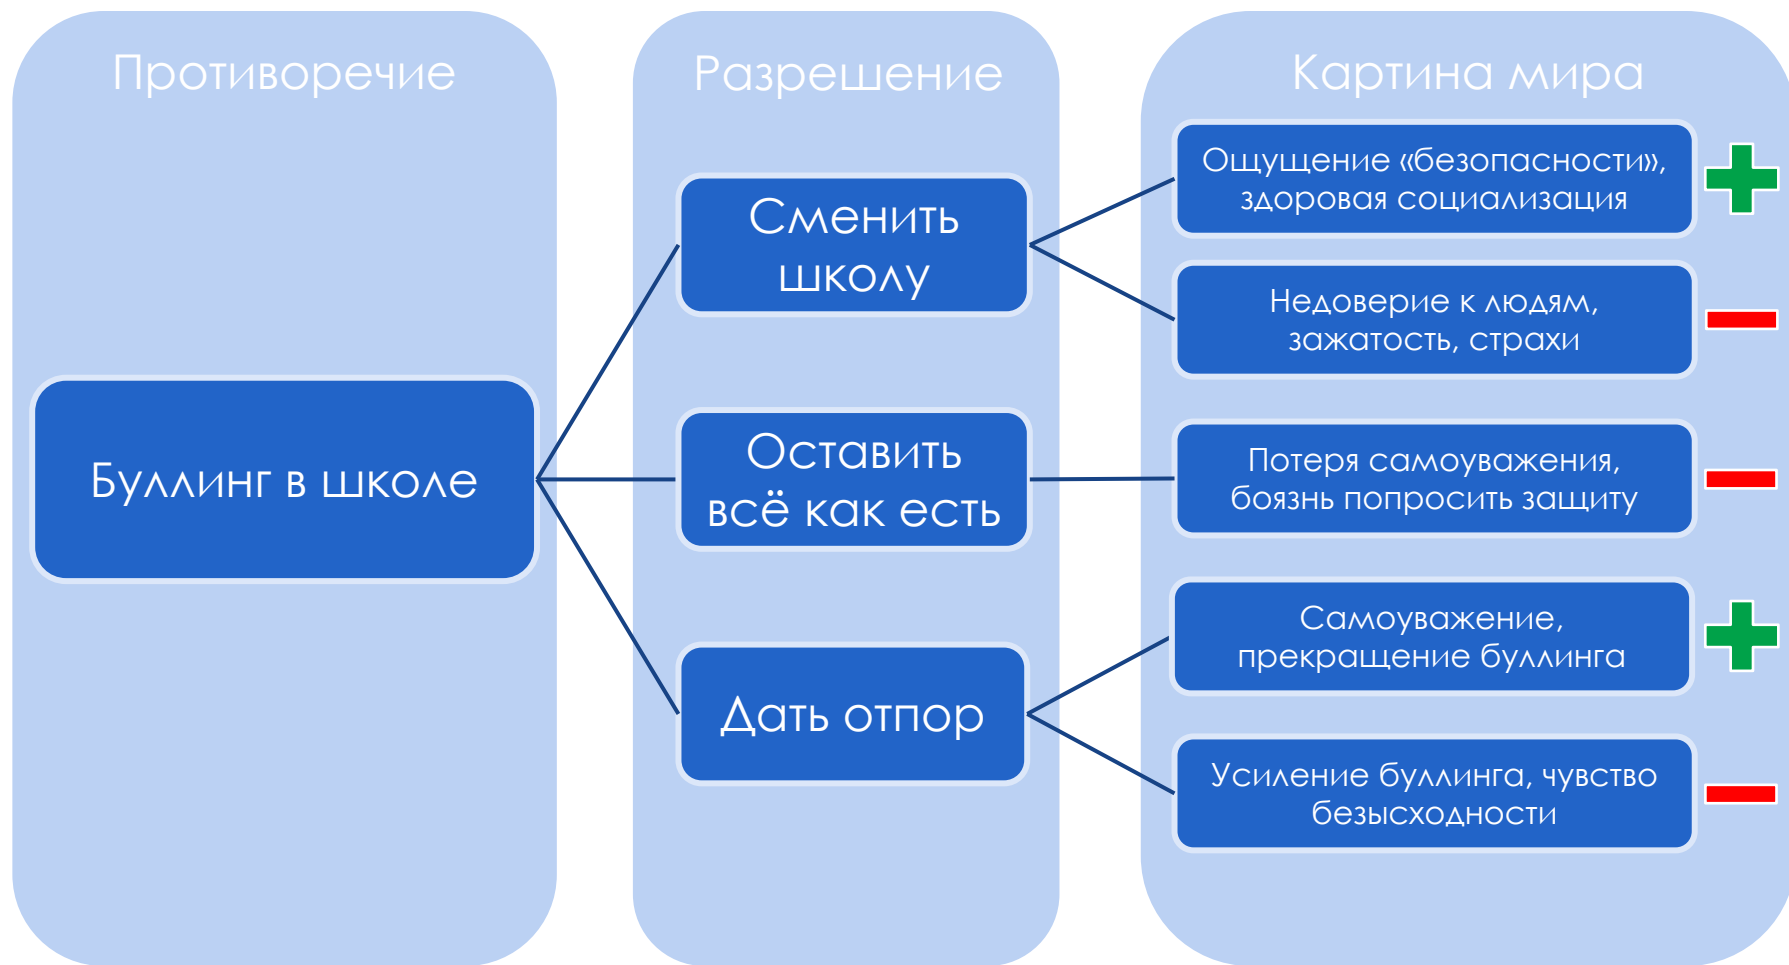 Противоречие
Разрешение
Картина мира
Буллинг в школе
Сменить
школу
Оставить
всё как есть
Дать отпор
Ощущение «безопасности»,
здоровая социализация
Недоверие к людям,
зажатость, страхи
Потеря самоуважения,
боязнь попросить защиту
Самоуважение,
прекращение буллинга
Усиление буллинга, чувство
безысходности